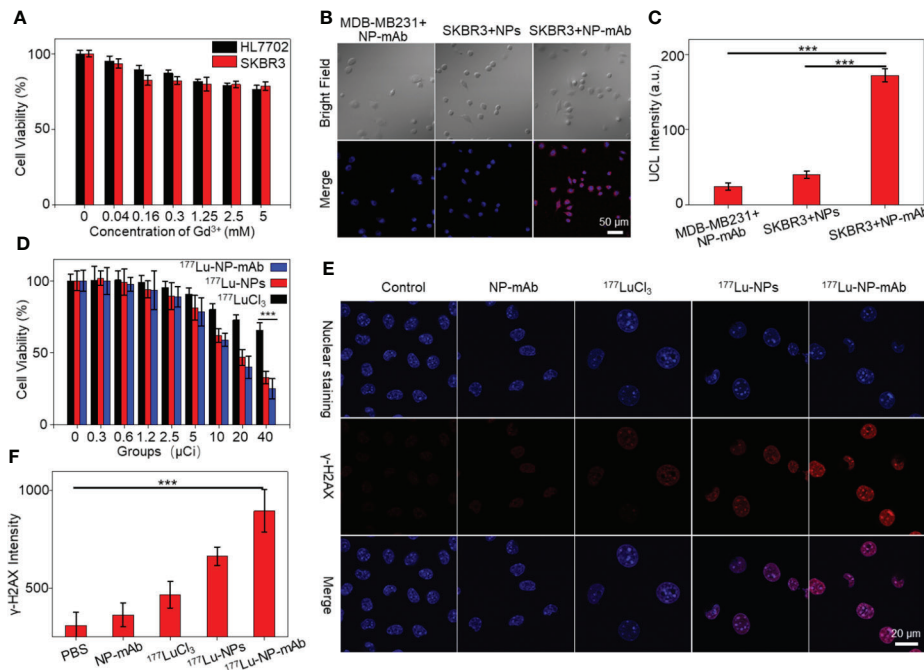 A
HL7702
SKBR3
Cell Viability (%)
100
75
50
0
0 0.04 0.16 0.3 1.25 2.5 5
Concentration of Gd³⁺ (mM)
B
MDB-MB231+
NP-mAb
SKBR3+NPs
SKBR3+NP-mAb
Bright Field
Merge
50 μm
C
***
***
UCL Intensity (a.u.)
200
100
0
MDB-MB231+
NP-mAb
SKBR3+NPs
SKBR3+NP-mAb
D
¹⁷⁷Lu-NP-mAb
¹⁷⁷Lu-NPs
¹⁷⁷LuCl₃
***
Cell Viability (%)
100
50
0
0 0.3 0.6 1.2 2.5 5 10 20 40
Groups (μCi)
E
Control
NP-mAb
¹⁷⁷LuCl₃
¹⁷⁷Lu-NPs
¹⁷⁷Lu-NP-mAb
Nuclear staining
γ-H2AX
Merge
20 μm
F
***
γ-H2AX Intensity
1000
500
PBS
NP-mAb
¹⁷⁷LuCl₃
¹⁷⁷Lu-NPs
¹⁷⁷Lu-NP-mAb